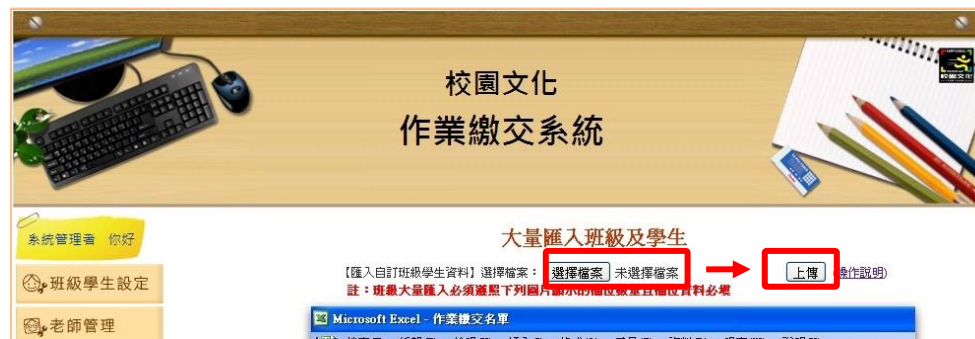 校園文化
作業繳交系統
校園文化
系統管理者 你好
大量匯入班級及學生
【匯入自訂班級學生資料】選擇檔案： 選擇檔案 未選擇檔案 上傳 (操作說明)
註：班級大量匯入必須遵照下列圖片顯示的欄位數量且欄位資料必填
班級學生設定
Microsoft Excel - 作業繳交名單
老師管理